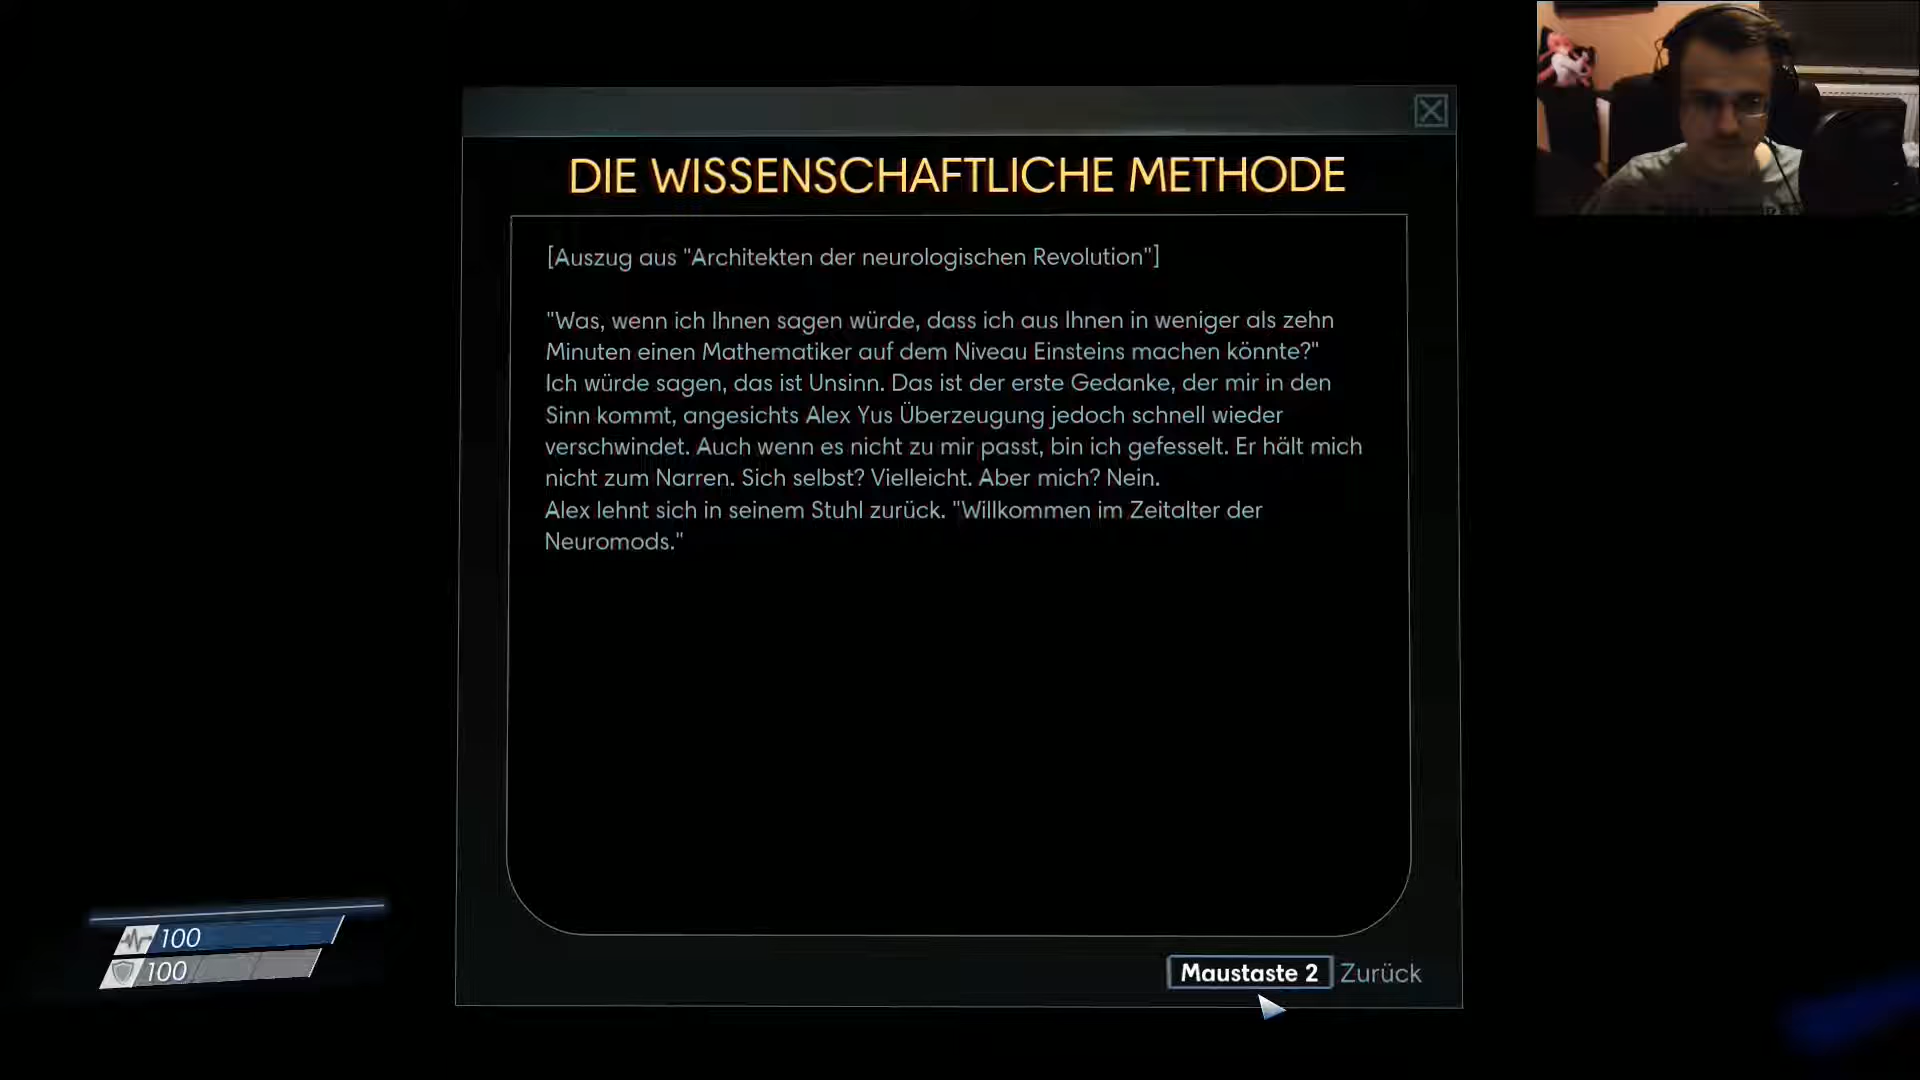 DIE WISSENSCHAFTLICHE METHODE
[Auszug aus "Architekten der neurologischen Revolution"]
"Was, wenn ich Ihnen sagen würde, dass ich aus Ihnen in weniger als zehn
Minuten einen Mathematiker auf dem Niveau Einsteins machen könnte?"
Ich würde sagen, das ist Unsinn. Das ist der erste Gedanke, der mir in den
Sinn kommt, angesichts Alex Yus Überzeugung jedoch schnell wieder
verschwindet. Auch wenn es nicht zu mir passt, bin ich gefesselt. Er hält mich
nicht zum Narren. Sich selbst? Vielleicht. Aber mich? Nein.
Alex lehnt sich in seinem Stuhl zurück. "Willkommen im Zeitalter der
Neuromods."
100
100
Maustaste 2 Zurück